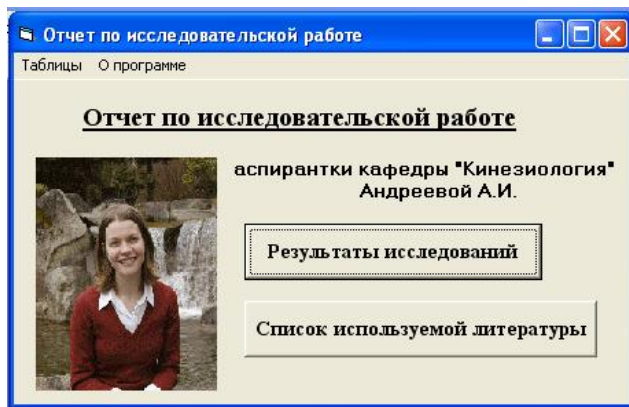 Отчет по исследовательской работе
Таблицы О программе
Отчет по исследовательской работе
аспирантки кафедры "Кинезиология"
Андреевой А.И.
Результаты исследований
Список используемой литературы